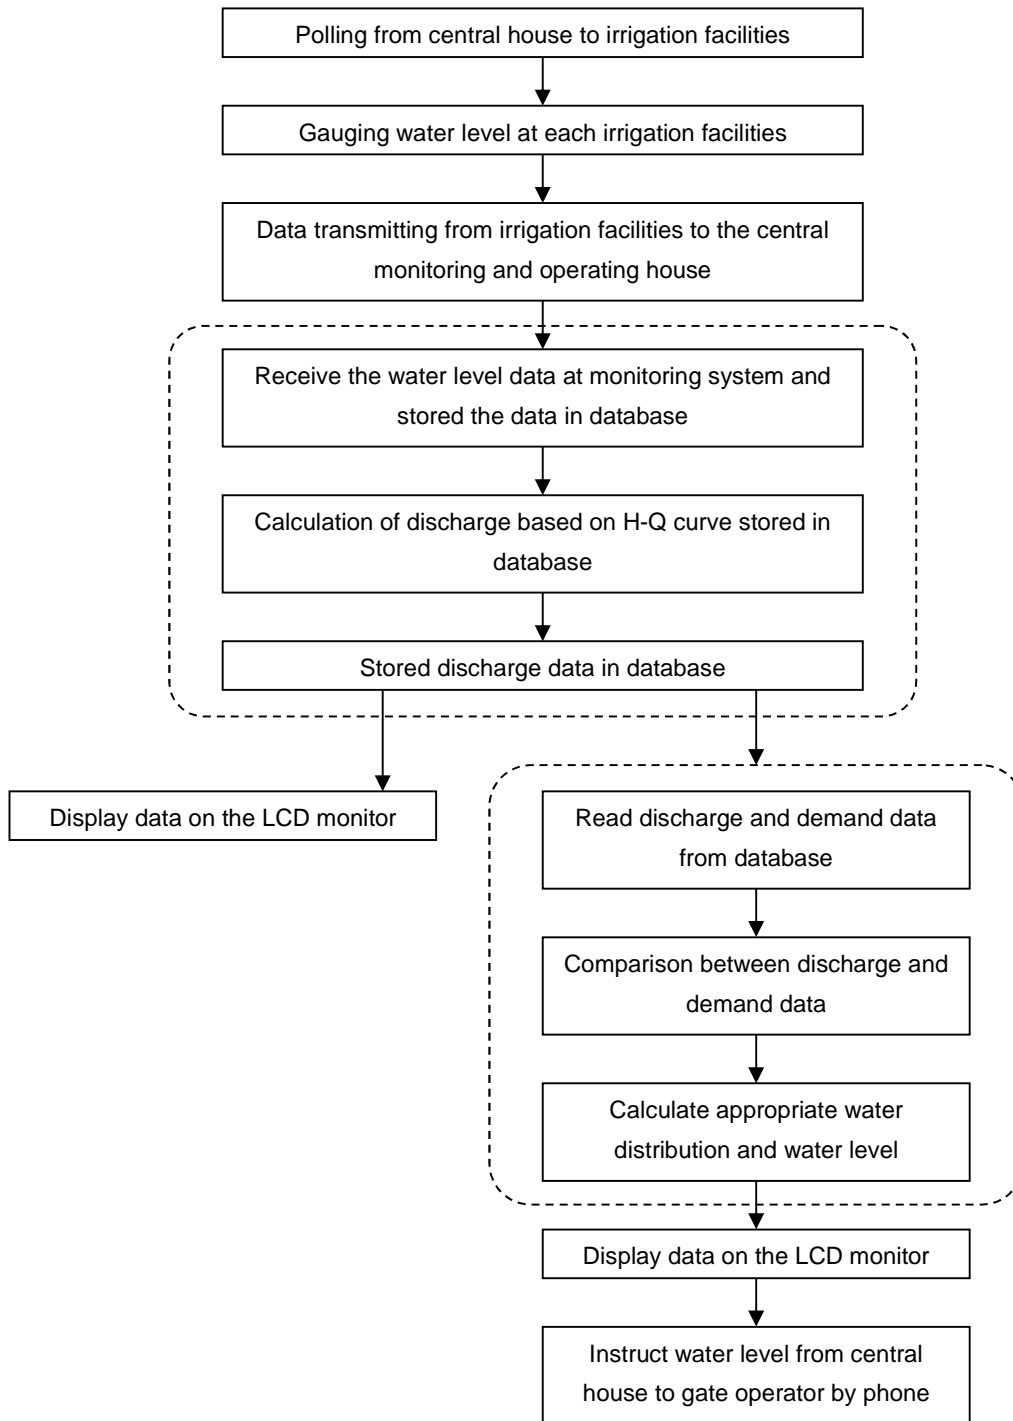 Polling from central house to irrigation facilities
Gauging water level at each irrigation facilities
Data transmitting from irrigation facilities to the central
monitoring and operating house
Receive the water level data at monitoring system and
stored the data in database
Calculation of discharge based on H-Q curve stored in
database
Stored discharge data in database
Display data on the LCD monitor
Read discharge and demand data
from database
Comparison between discharge and
demand data
Calculate appropriate water
distribution and water level
Display data on the LCD monitor
Instruct water level from central
house to gate operator by phone